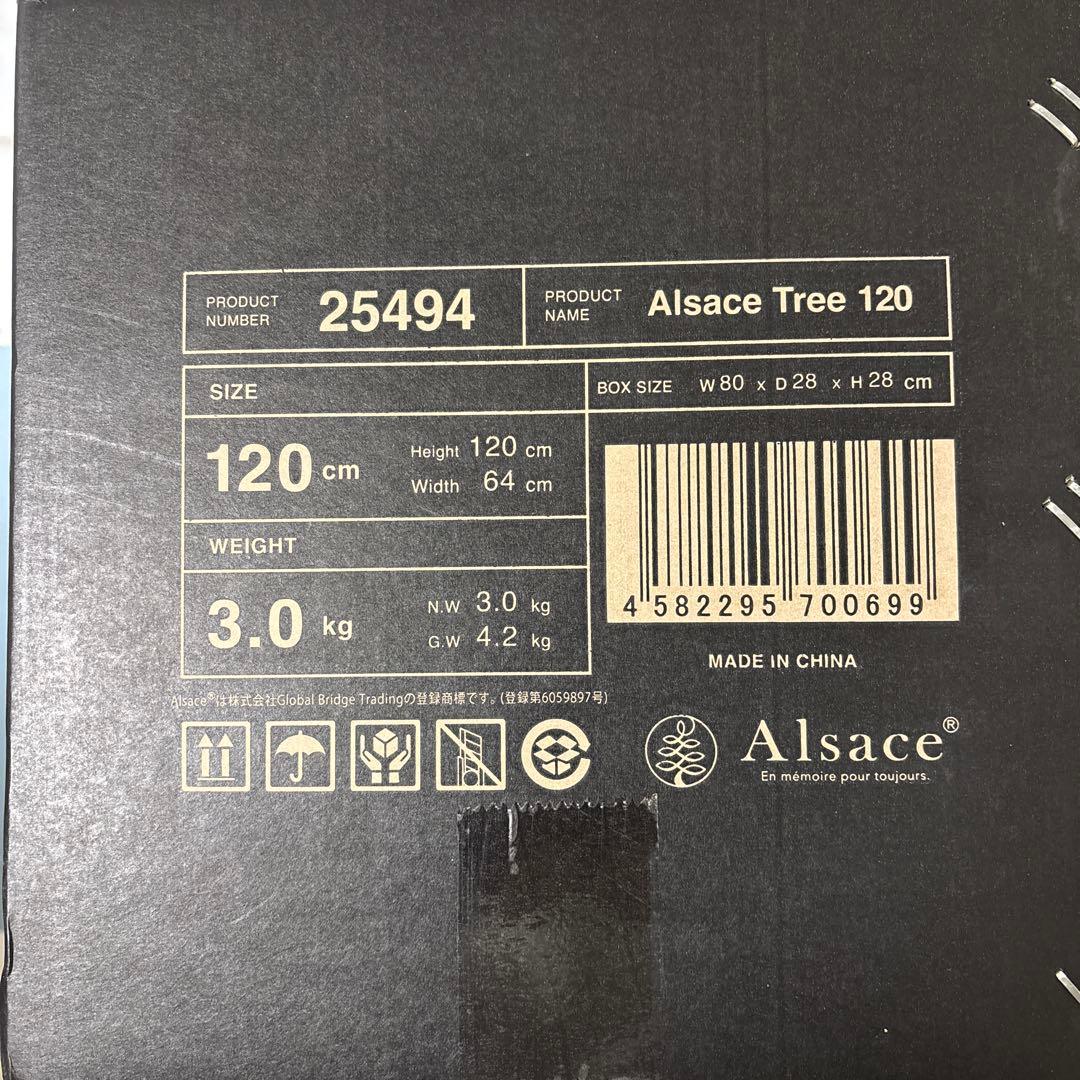 PRODUCT NUMBER 25494
PRODUCT NAME Alsace Tree 120
SIZE
BOX SIZE W 80 x D 28 x H 28 cm
120 cm
Height 120 cm
Width 64 cm
WEIGHT
3.0 kg
N.W 3.0 kg
G.W 4.2 kg
4 582295 700699
MADE IN CHINA
Alsace®は株式会社Global Bridge Tradingの登録商標です。(登録第6059897号)
Alsace®
En mémoire pour toujours.